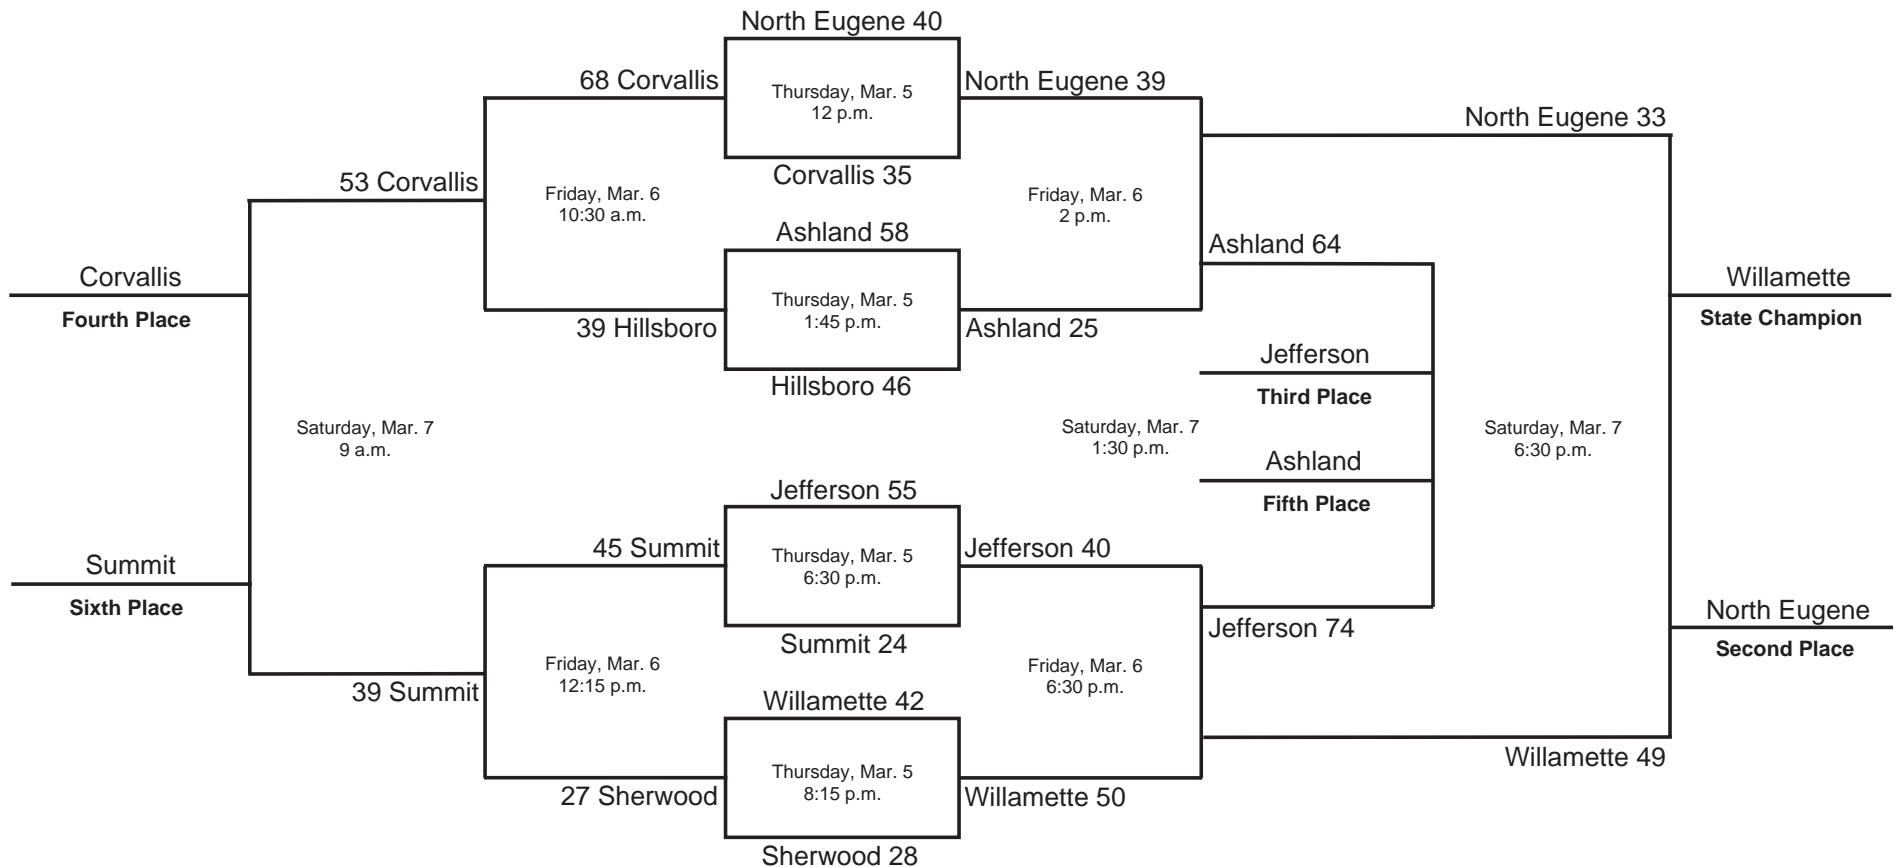 North Eugene 40
68 Corvallis
Thursday, Mar. 5
12 p.m.
North Eugene 39
North Eugene 33
Corvallis 35
53 Corvallis
Friday, Mar. 6
10:30 a.m.
Friday, Mar. 6
2 p.m.
Ashland 58
Ashland 64
Corvallis
Fourth Place
Willamette
State Champion
Thursday, Mar. 5
1:45 p.m.
39 Hillsboro
Ashland 25
Hillsboro 46
Jefferson
Third Place
Saturday, Mar. 7
9 a.m.
Saturday, Mar. 7
1:30 p.m.
Saturday, Mar. 7
6:30 p.m.
Ashland
Fifth Place
Jefferson 55
45 Summit
Thursday, Mar. 5
6:30 p.m.
Jefferson 40
Summit
Sixth Place
Summit 24
Jefferson 74
North Eugene
Second Place
Friday, Mar. 6
12:15 p.m.
Friday, Mar. 6
6:30 p.m.
39 Summit
Willamette 42
Willamette 49
Thursday, Mar. 5
8:15 p.m.
27 Sherwood
Willamette 50
Sherwood 28